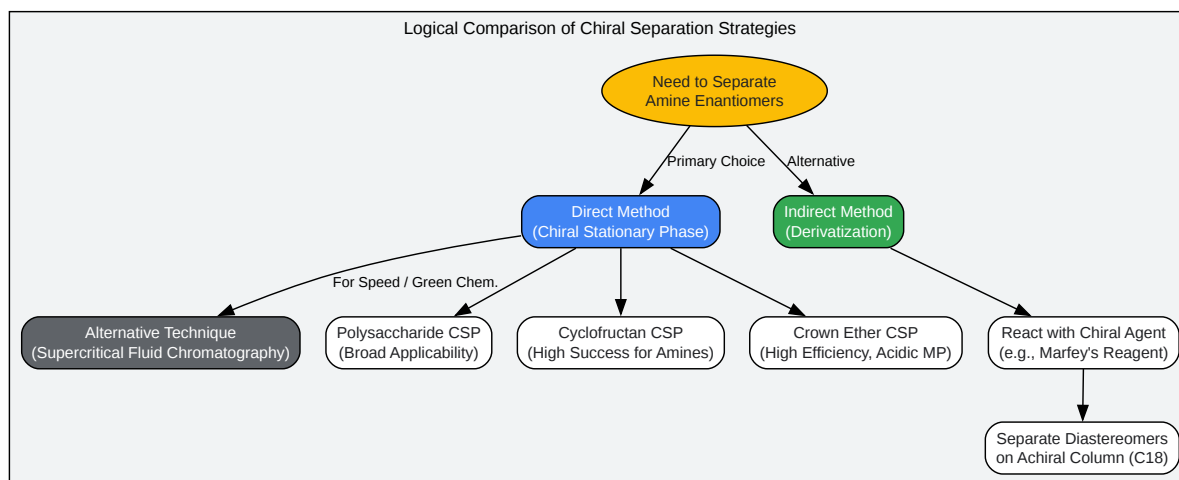 Logical Comparison of Chiral Separation Strategies
Need to Separate
Amine Enantiomers
Primary Choice
Alternative
Direct Method
(Chiral Stationary Phase)
Indirect Method
(Derivatization)
For Speed / Green Chem.
Alternative Technique
(Supercritical Fluid Chromatography)
Polysaccharide CSP
(Broad Applicability)
Cyclofructan CSP
(High Success for Amines)
Crown Ether CSP
(High Efficiency, Acidic MP)
React with Chiral Agent
(e.g., Marfey's Reagent)
Separate Diastereomers
on Achiral Column (C18)